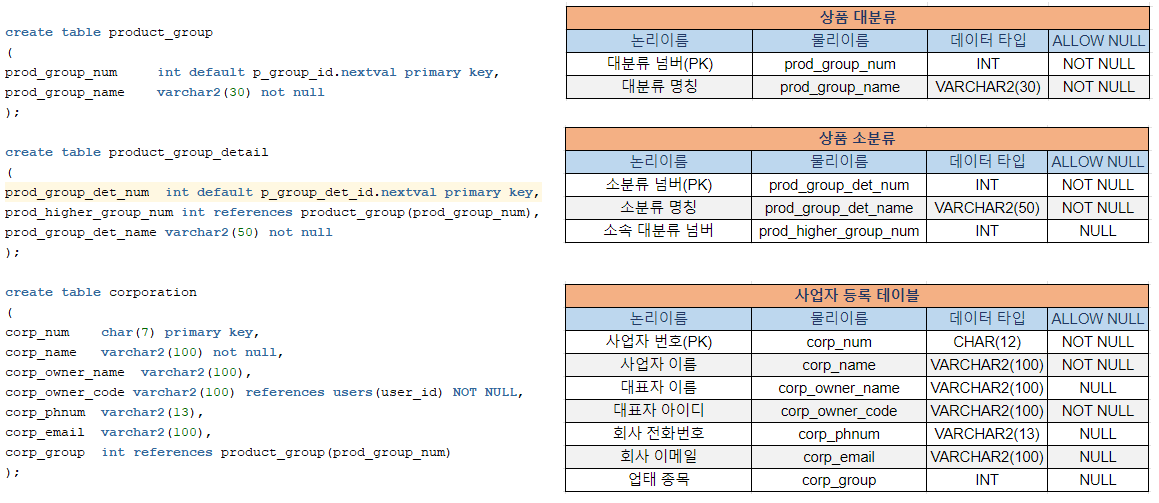 create table product_group
(
prod_group_num int default p_group_id.nextval primary key,
prod_group_name varchar2(30) not null
);
create table product_group_detail
(
prod_group_det_num int default p_group_det_id.nextval primary key,
prod_higher_group_num int references product_group(prod_group_num),
prod_group_det_name varchar2(50) not null
);
create table corporation
(
corp_num char(7) primary key,
corp_name varchar2(100) not null,
corp_owner_name varchar2(100),
corp_owner_code varchar2(100) references users(user_id) NOT NULL,
corp_phnum varchar2(13),
corp_email varchar2(100),
corp_group int references product_group(prod_group_num)
);
상품 대분류
논리이름 물리이름 데이터 타입 ALLOW NULL
대분류 넘버(PK) prod_group_num INT NOT NULL
대분류 명칭 prod_group_name VARCHAR2(30) NOT NULL
상품 소분류
논리이름 물리이름 데이터 타입 ALLOW NULL
소분류 넘버(PK) prod_group_det_num INT NOT NULL
소분류 명칭 prod_group_det_name VARCHAR2(50) NOT NULL
소속 대분류 넘버 prod_higher_group_num INT NULL
사업자 등록 테이블
논리이름 물리이름 데이터 타입 ALLOW NULL
사업자 번호(PK) corp_num CHAR(12) NOT NULL
사업자 이름 corp_name VARCHAR2(100) NOT NULL
대표자 이름 corp_owner_name VARCHAR2(100) NULL
대표자 아이디 corp_owner_code VARCHAR2(100) NOT NULL
회사 전화번호 corp_phnum VARCHAR2(13) NULL
회사 이메일 corp_email VARCHAR2(100) NULL
업태 종목 corp_group INT NULL